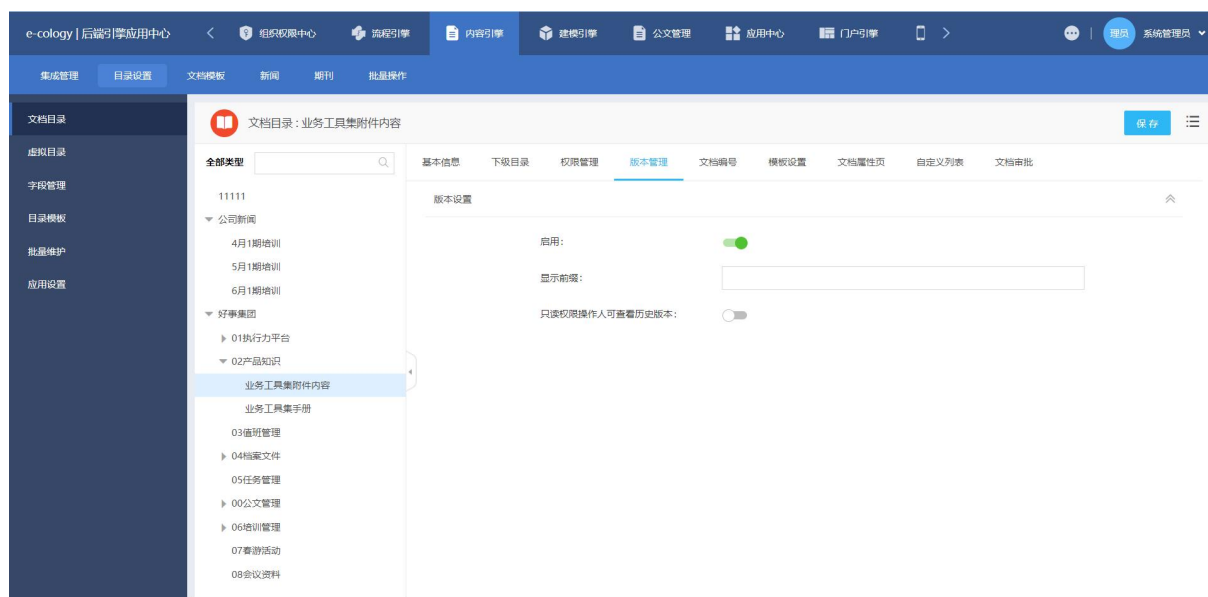 e-cology | 后端引擎应用中心 组织权限中心 流程引擎 内容引擎 建模引擎 公文管理 应用中心 门户引擎 理员 系统管理员
集成管理 目录设置 文档模板 新闻 期刊 批量操作
文档目录
虚拟目录
字段管理
目录模板
批量维护
应用设置
文档目录 : 业务工具集附件内容 保存
全部类型
11111
公司新闻
4月1期培训
5月1期培训
6月1期培训
好事集团
01执行力平台
02产品知识
业务工具集附件内容
业务工具集手册
03值班管理
04档案文件
05任务管理
00公文管理
06培训管理
07春游活动
08会议资料
基本信息 下级目录 权限管理 版本管理 文档编号 模板设置 文档属性页 自定义列表 文档审批
版本设置
启用:
显示前缀:
只读权限操作人可查看历史版本: